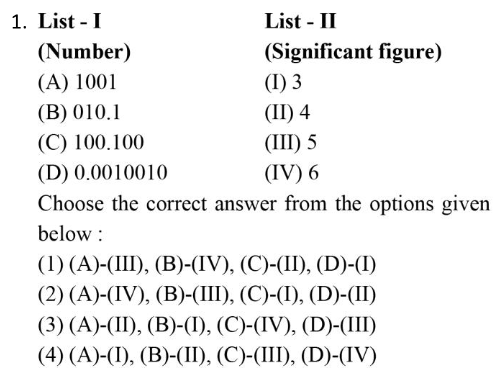 1. List - I List - II
(Number) (Significant figure)
(A) 1001 (I) 3
(B) 010.1 (II) 4
(C) 100.100 (III) 5
(D) 0.0010010 (IV) 6
Choose the correct answer from the options given
below :
(1) (A)-(III), (B)-(IV), (C)-(II), (D)-(I)
(2) (A)-(IV), (B)-(III), (C)-(I), (D)-(II)
(3) (A)-(II), (B)-(I), (C)-(IV), (D)-(III)
(4) (A)-(I), (B)-(II), (C)-(III), (D)-(IV)